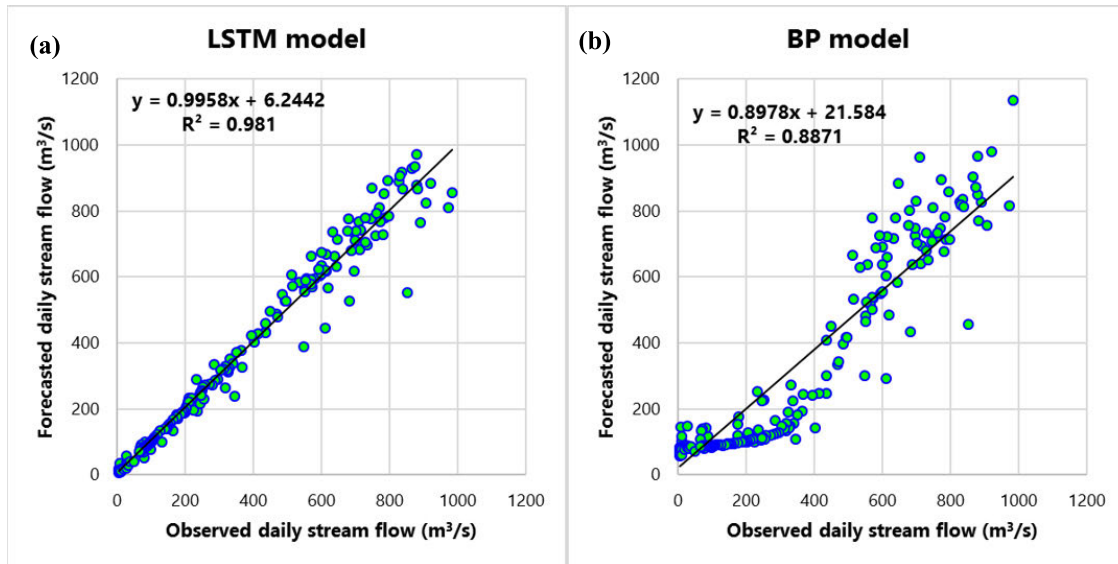 (a)
LSTM model
y = 0.9958x + 6.2442
R² = 0.981
Forecasted daily stream flow (m³/s)
1200
1000
800
600
400
200
0
0 200 400 600 800 1000 1200
Observed daily stream flow (m³/s)
(b)
BP model
y = 0.8978x + 21.584
R² = 0.8871
Forecasted daily stream flow (m³/s)
1200
1000
800
600
400
200
0
0 200 400 600 800 1000 1200
Observed daily stream flow (m³/s)